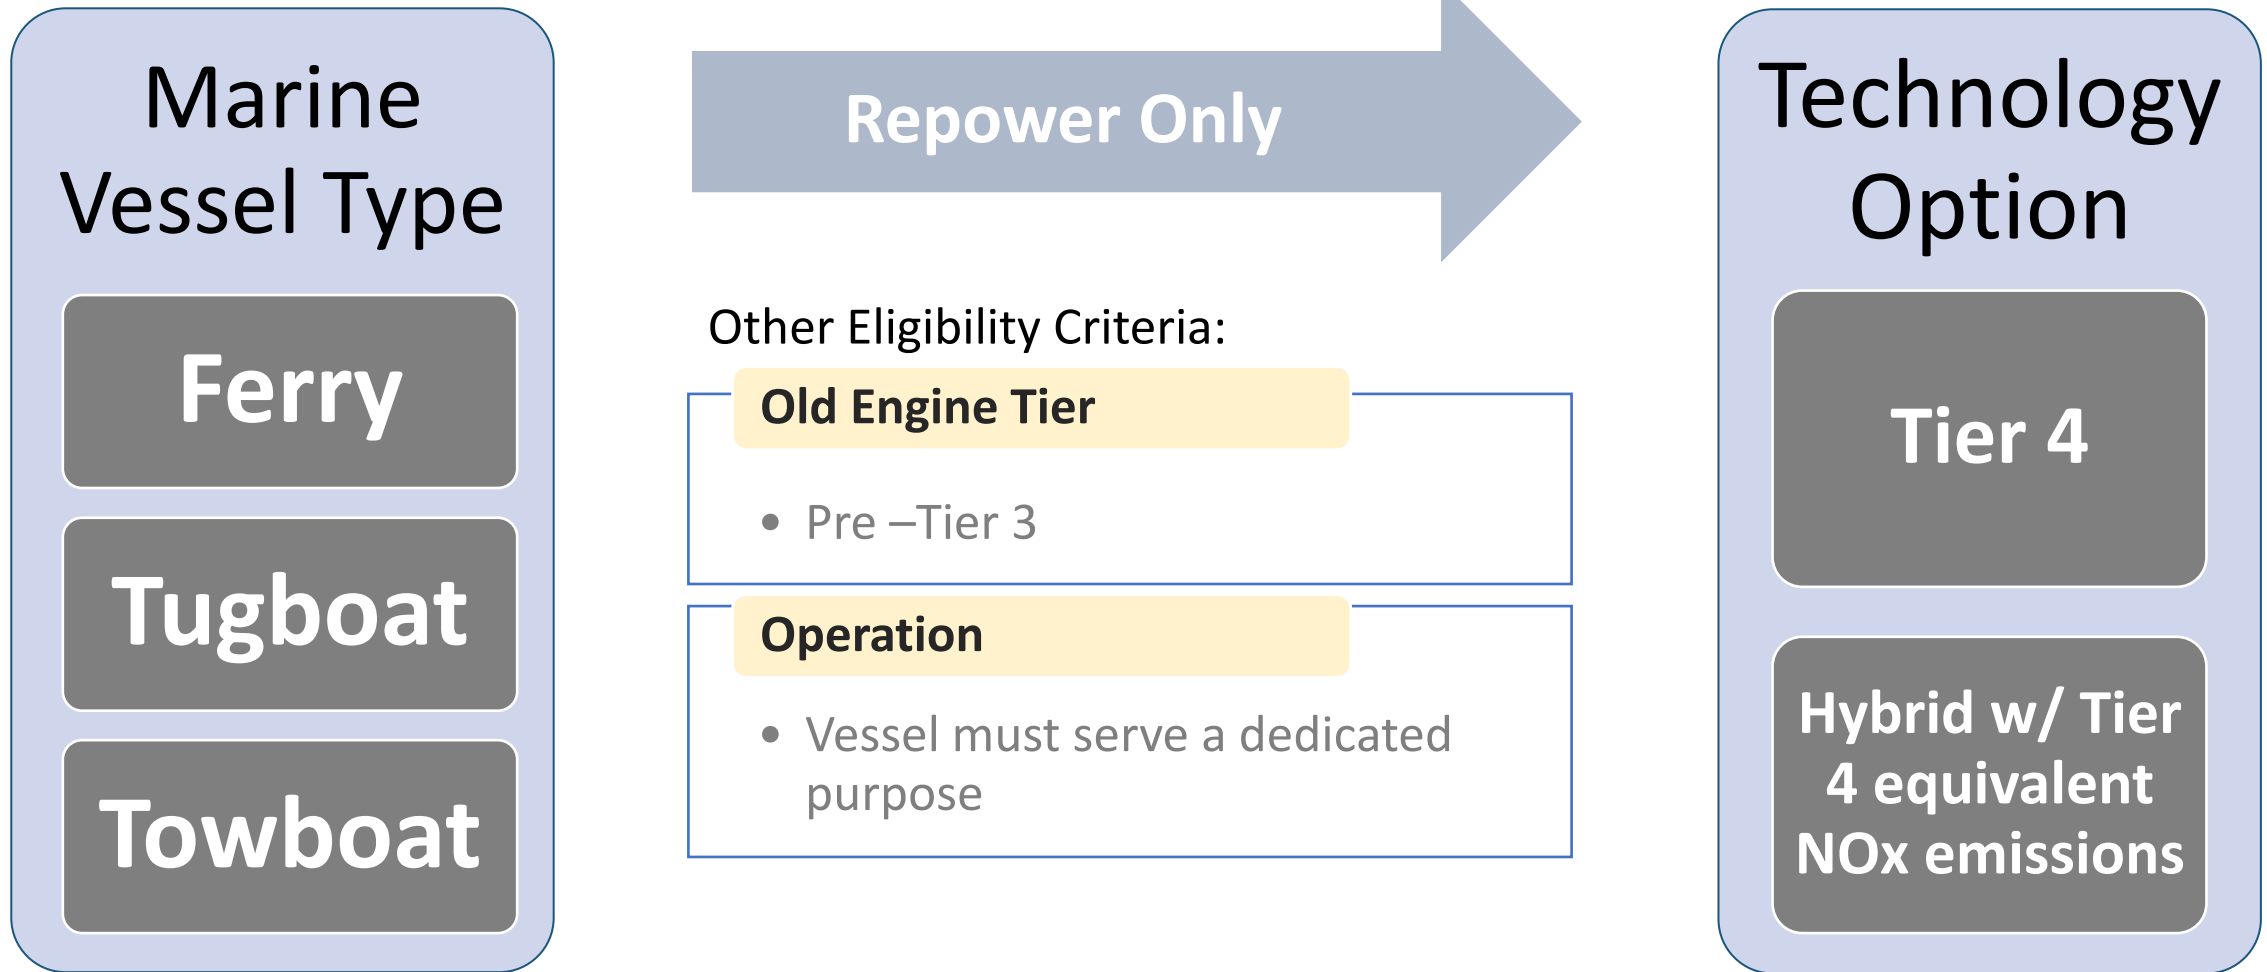 Marine
Vessel Type
Ferry
Tugboat
Towboat
Repower Only
Other Eligibility Criteria:
Old Engine Tier
• Pre –Tier 3
Operation
• Vessel must serve a dedicated
purpose
Technology
Option
Tier 4
Hybrid w/ Tier
4 equivalent
NOx emissions